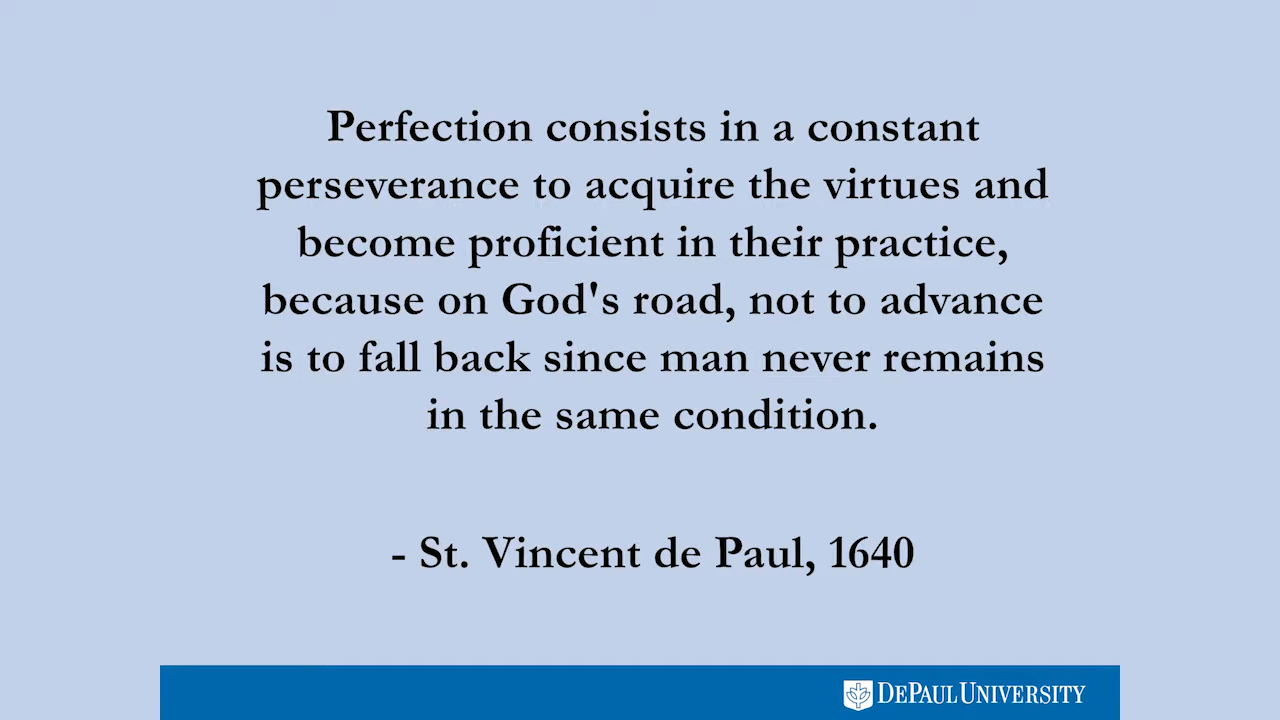 Perfection consists in a constant
perseverance to acquire the virtues and
become proficient in their practice,
because on God's road, not to advance
is to fall back since man never remains
in the same condition.
- St. Vincent de Paul, 1640
DEPAUL UNIVERSITY